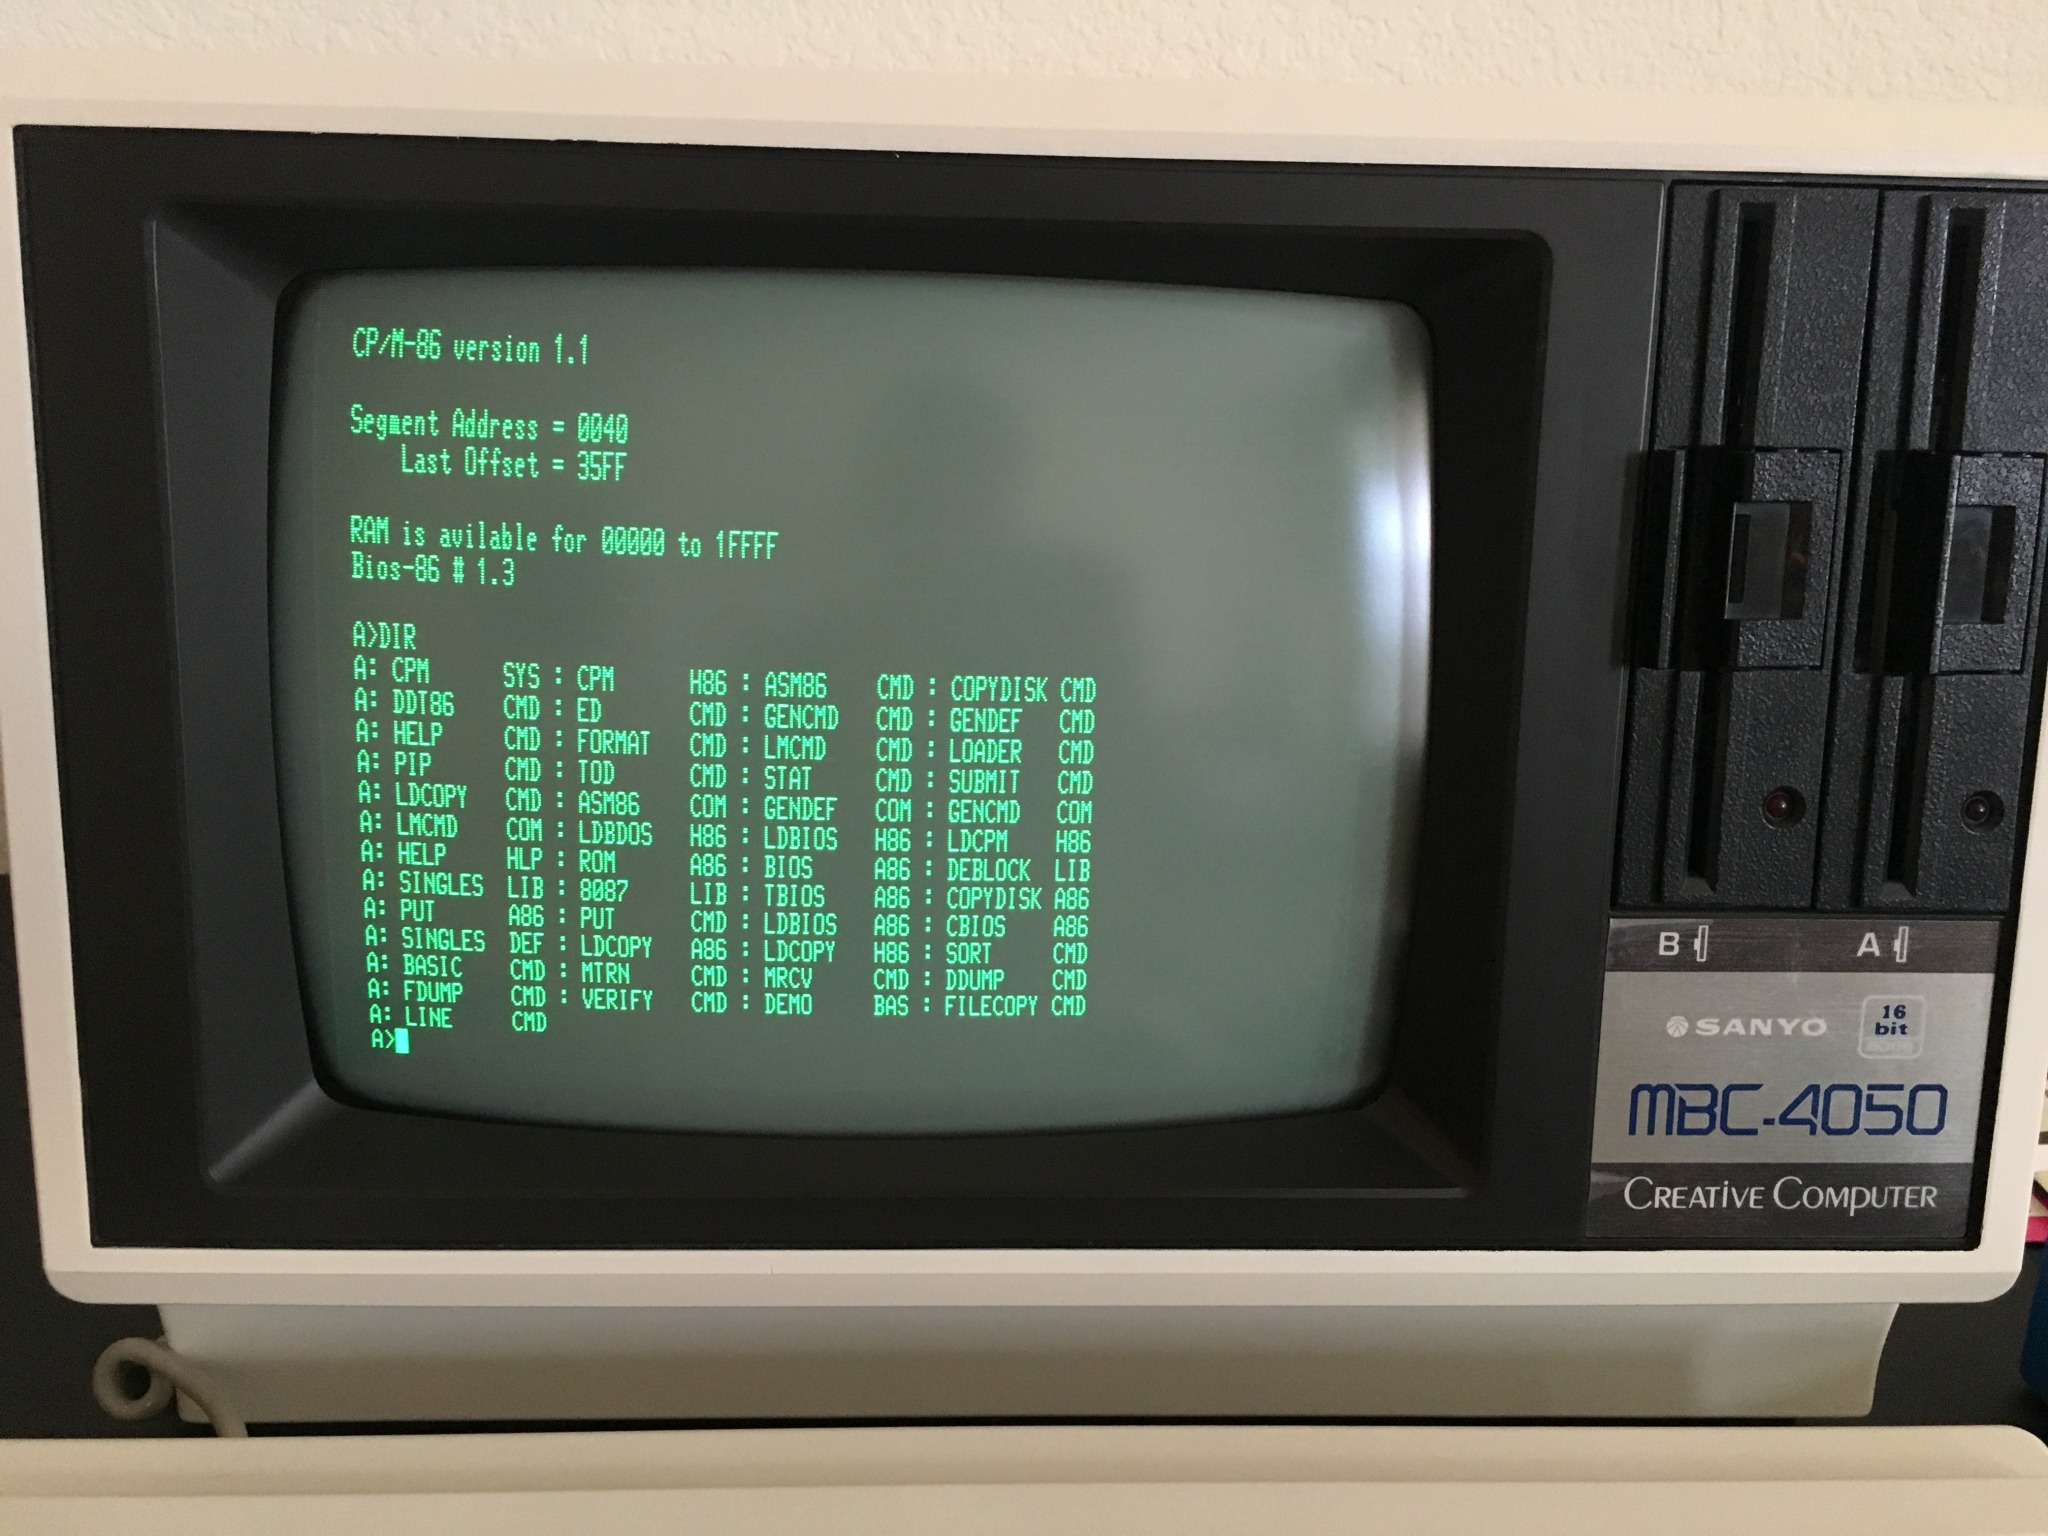 CP/M-86 version 1.1
Segment Address = 0040
Last Offset = 35FF
RAM is avilable for 00000 to 1FFFF
Bios-86 # 1.3
A>DIR
A: CPM SYS : CPM H86 : ASM86 CMD : COPYDISK CMD
A: DDT86 CMD : ED CMD : GENCMD CMD : GENDEF CMD
A: HELP CMD : FORMAT CMD : LMCMD CMD : LOADER CMD
A: PIP CMD : TOD CMD : STAT CMD : SUBMIT CMD
A: LDCOPY CMD : ASM86 COM : GENDEF COM : GENCMD COM
A: LMCMD COM : LDBDOS H86 : LDBIOS H86 : LDCPM H86
A: HELP HLP : ROM A86 : BIOS A86 : DEBLOCK LIB
A: SINGLES LIB : 8087 LIB : TBIOS A86 : COPYDISK A86
A: PUT A86 : PUT CMD : LDBIOS A86 : CBIOS A86
A: SINGLES DEF : LDCOPY A86 : LDCOPY H86 : SORT CMD
A: BASIC CMD : MTRN CMD : MRCV CMD : DDUMP CMD
A: FDUMP CMD : VERIFY CMD : DEMO BAS : FILECOPY CMD
A: LINE CMD
A>
B A
SANYO
16
bit
MBC-4050
CREATIVE COMPUTER